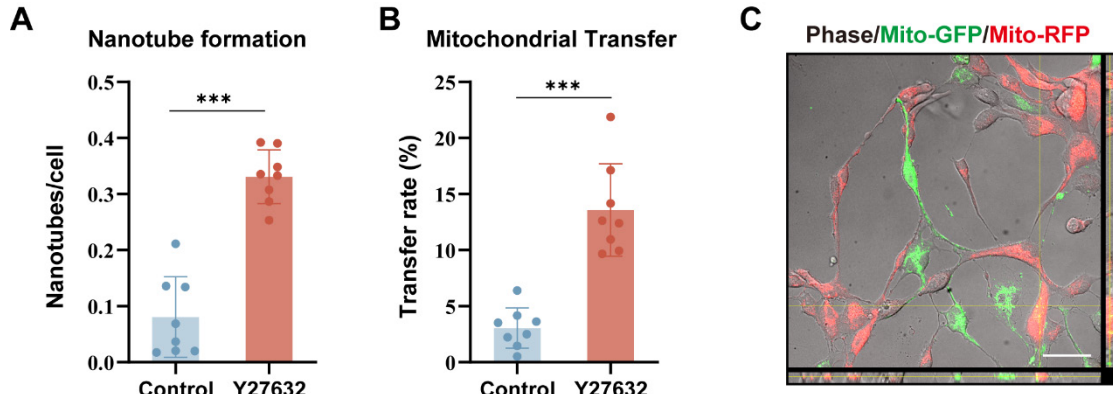 A
Nanotube formation
***
Nanotubes/cell
0.5
0.4
0.3
0.2
0.1
0.0
Control
Y27632
B
Mitochondrial Transfer
***
Transfer rate (%)
25
20
15
10
5
0
Control
Y27632
C
Phase/Mito-GFP/Mito-RFP